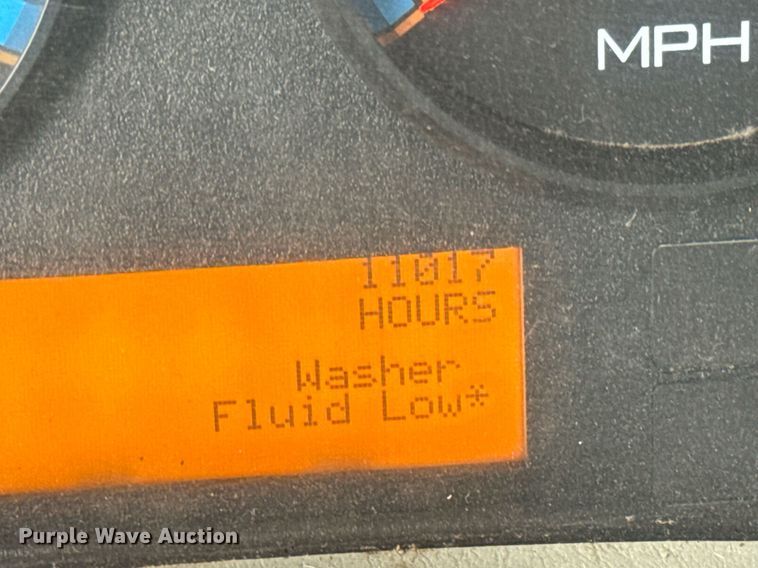 MPH
11017
HOURS
Washer
Fluid Low*
Purple Wave Auction